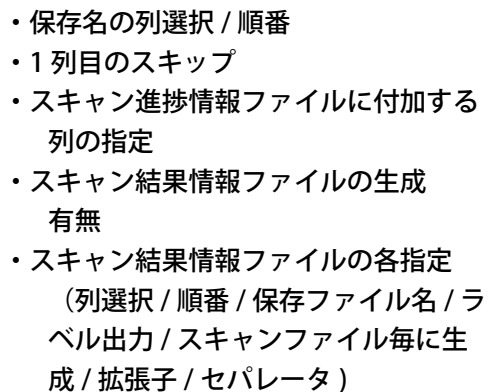 ・保存名の列選択 / 順番
・1 列目のスキップ
・スキャン進捗情報ファイルに付加する
列の指定
・スキャン結果情報ファイルの生成
有無
・スキャン結果情報ファイルの各指定
（列選択 / 順番 / 保存ファイル名 / ラ
ベル出力 / スキャンファイル毎に生
成 / 拡張子 / セパレータ )